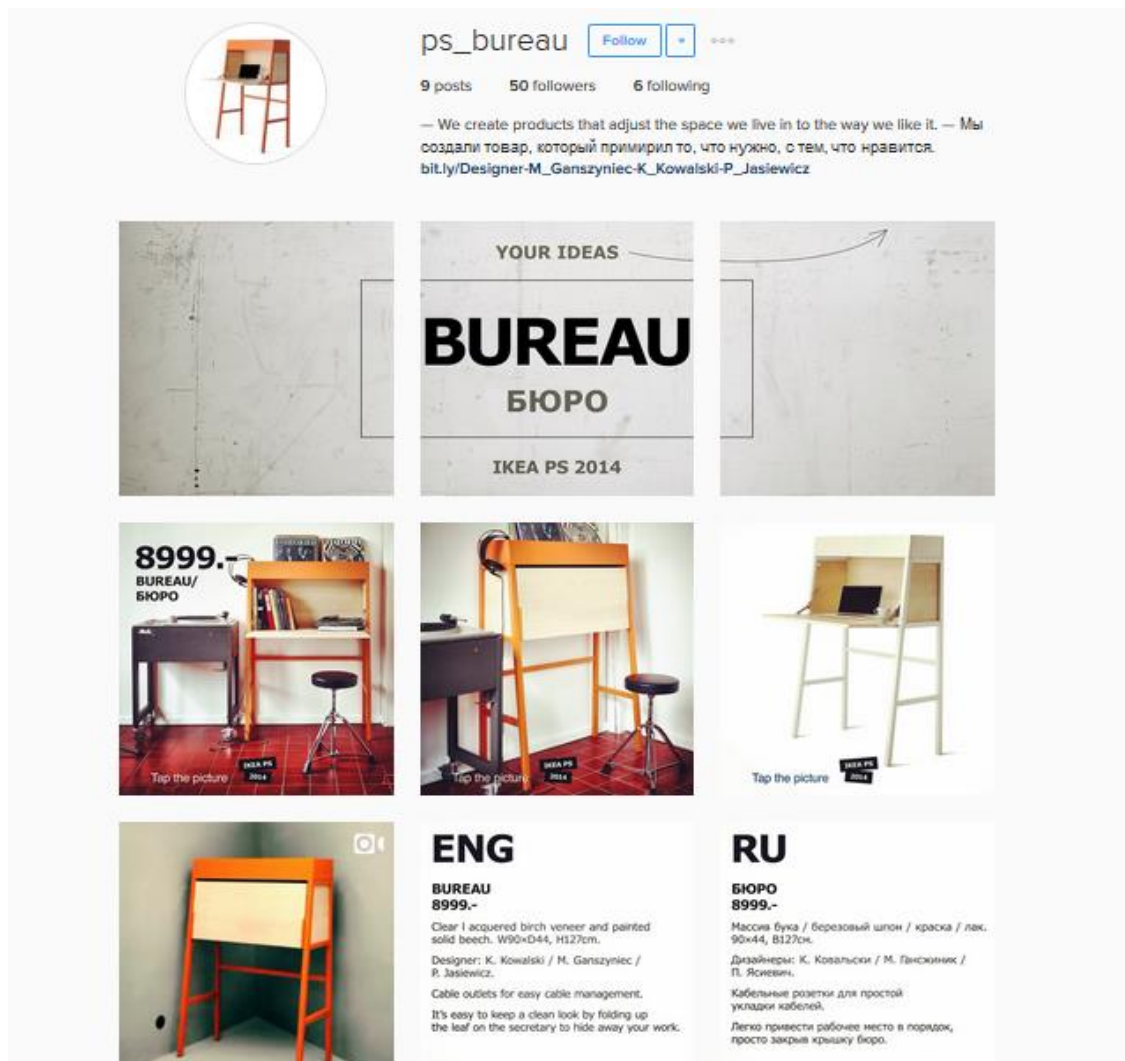 ps_bureau Follow
9 posts 50 followers 6 following
— We create products that adjust the space we live in to the way we like it. — Мы
создали товар, который примирил то, что нужно, с тем, что нравится.
bit.ly/Designer-M_Ganszyniec-K_Kowalski-P_Jasiewicz
YOUR IDEAS
BUREAU
БЮРО
IKEA PS 2014
8999.-
BUREAU/
БЮРО
Tap the picture
IKEA PS
2014
Tap the picture
IKEA PS
2014
Tap the picture
IKEA PS
2014
ENG
BUREAU
8999.-
Clear l acquered birch veneer and painted
solid beech. W90×D44, H127cm.
Designer: K. Kowalski / M. Ganszyniec /
P. Jasiewicz.
Cable outlets for easy cable management.
It's easy to keep a clean look by folding up
the leaf on the secretary to hide away your work.
RU
БЮРО
8999.-
Массив бука / березовый шпон / краска / лак.
90×44, В127см.
Дизайнеры: К. Ковальски / М. Гансжиник /
П. Ясиевич.
Кабельные розетки для простой
укладки кабелей.
Легко привести рабочее место в порядок,
просто закрыв крышку бюро.